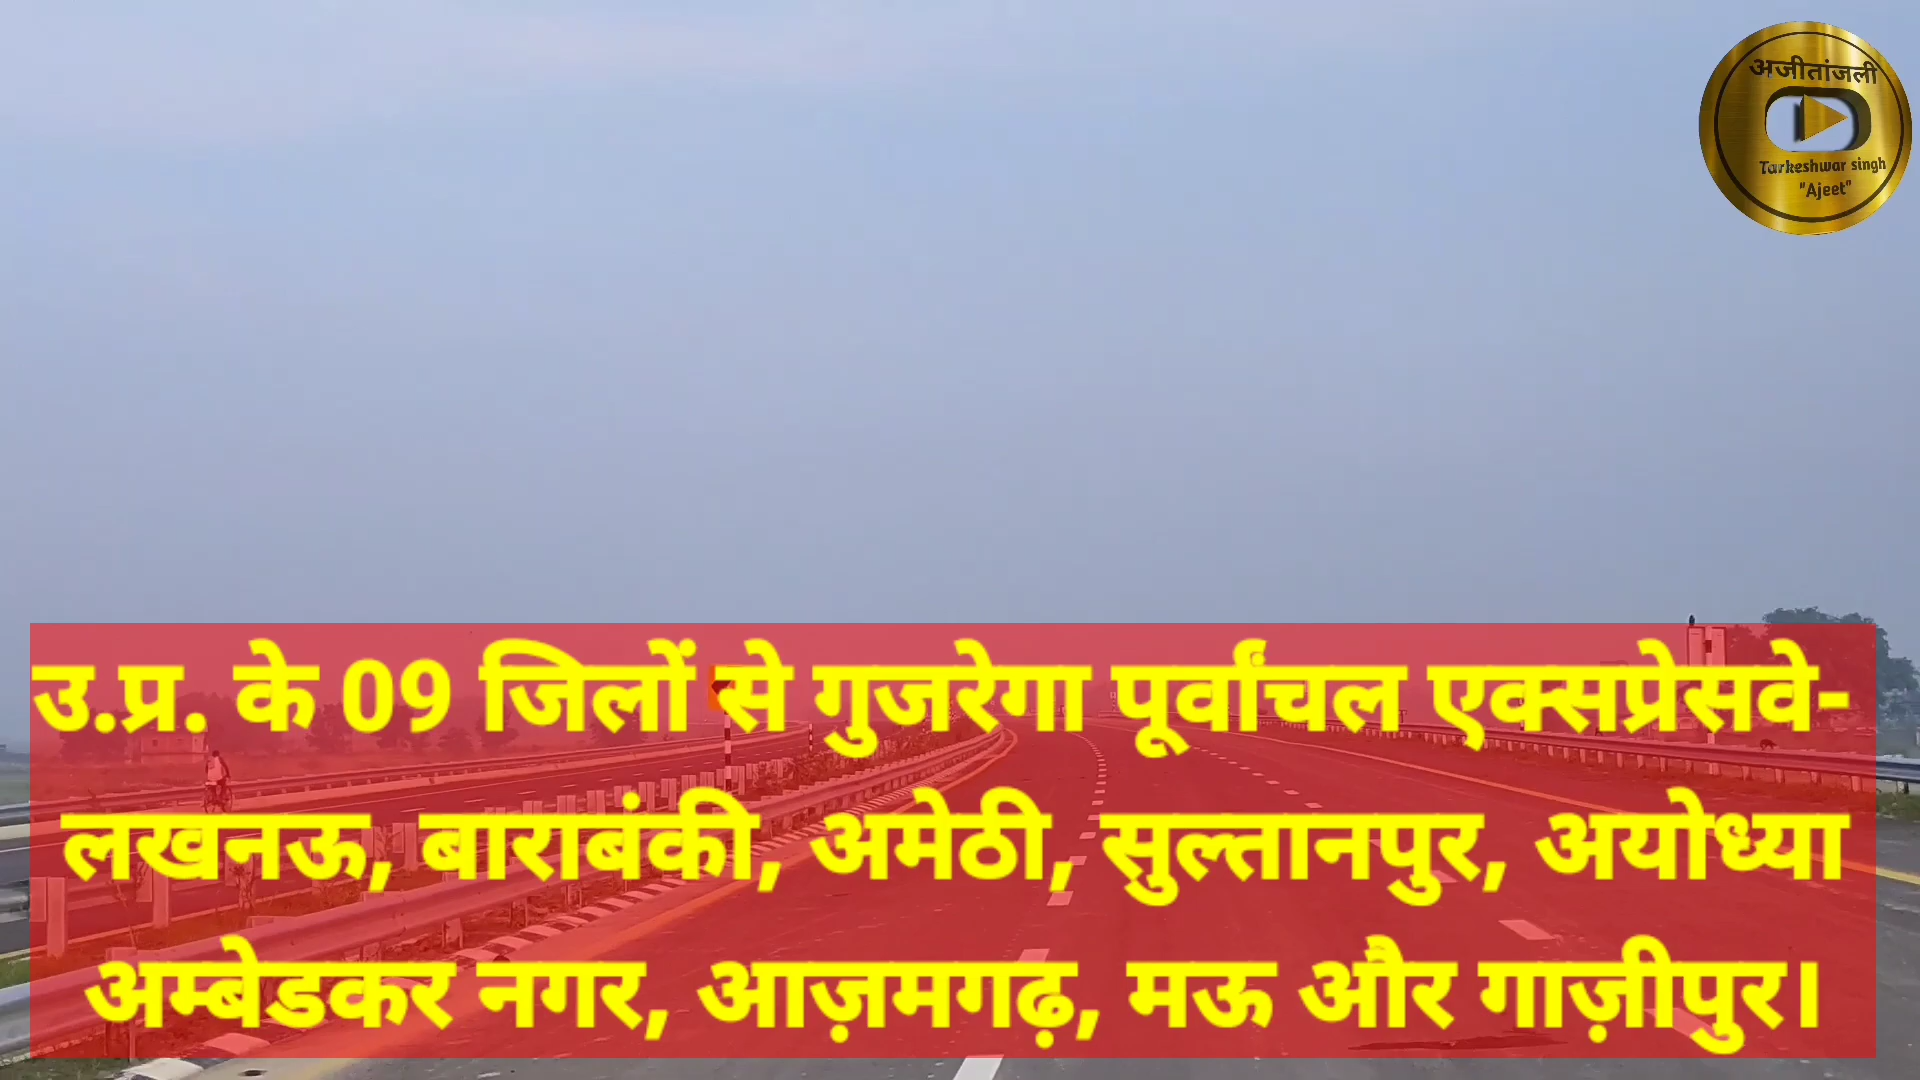 अजीतांजली
Tarkeshwar singh
"Ajeet"
उ.प्र. के 09 जिलों से गुजरेगा पूर्वांचल एक्सप्रेसवे-
लखनऊ, बाराबंकी, अमेठी, सुल्तानपुर, अयोध्या
अम्बेडकर नगर, आज़मगढ़, मऊ और गाज़ीपुर।